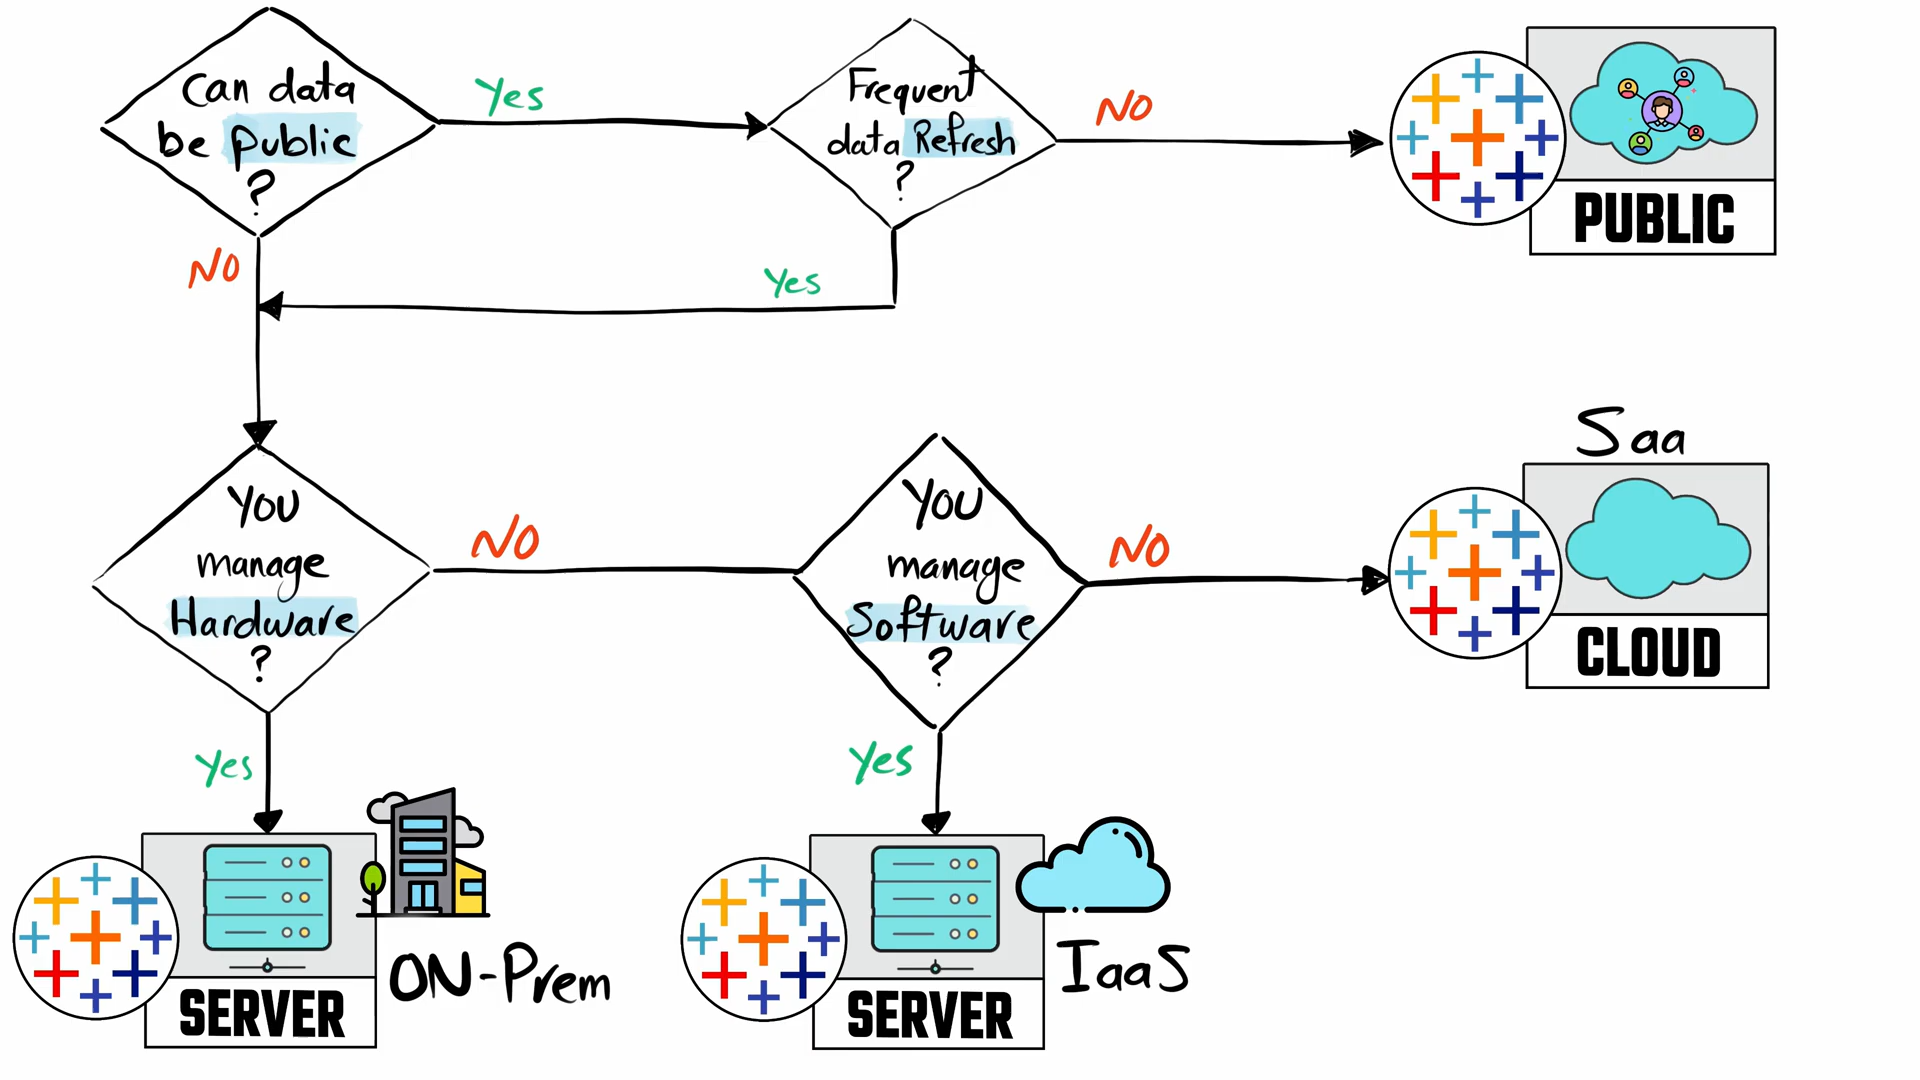 Can data
be Public
?
Yes
Frequent
data Refresh
?
NO
PUBLIC
NO
Yes
YOU
manage
Hardware
?
NO
YOU
manage
Software
?
NO
Saa
CLOUD
Yes
SERVER
ON-Prem
Yes
SERVER
IaaS